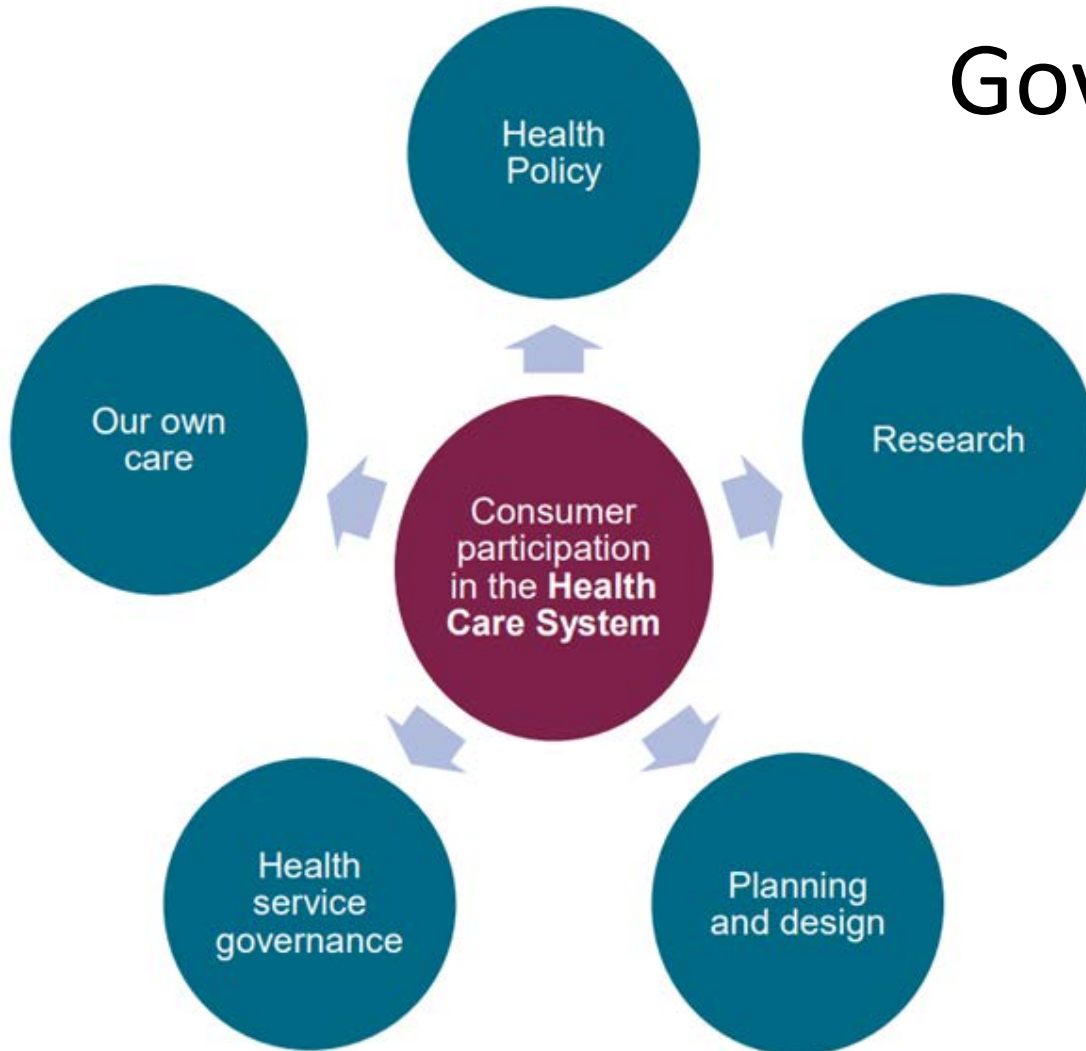 Gov
Health
Policy
Our own
care
Research
Consumer
participation
in the Health
Care System
Health
service
governance
Planning
and design